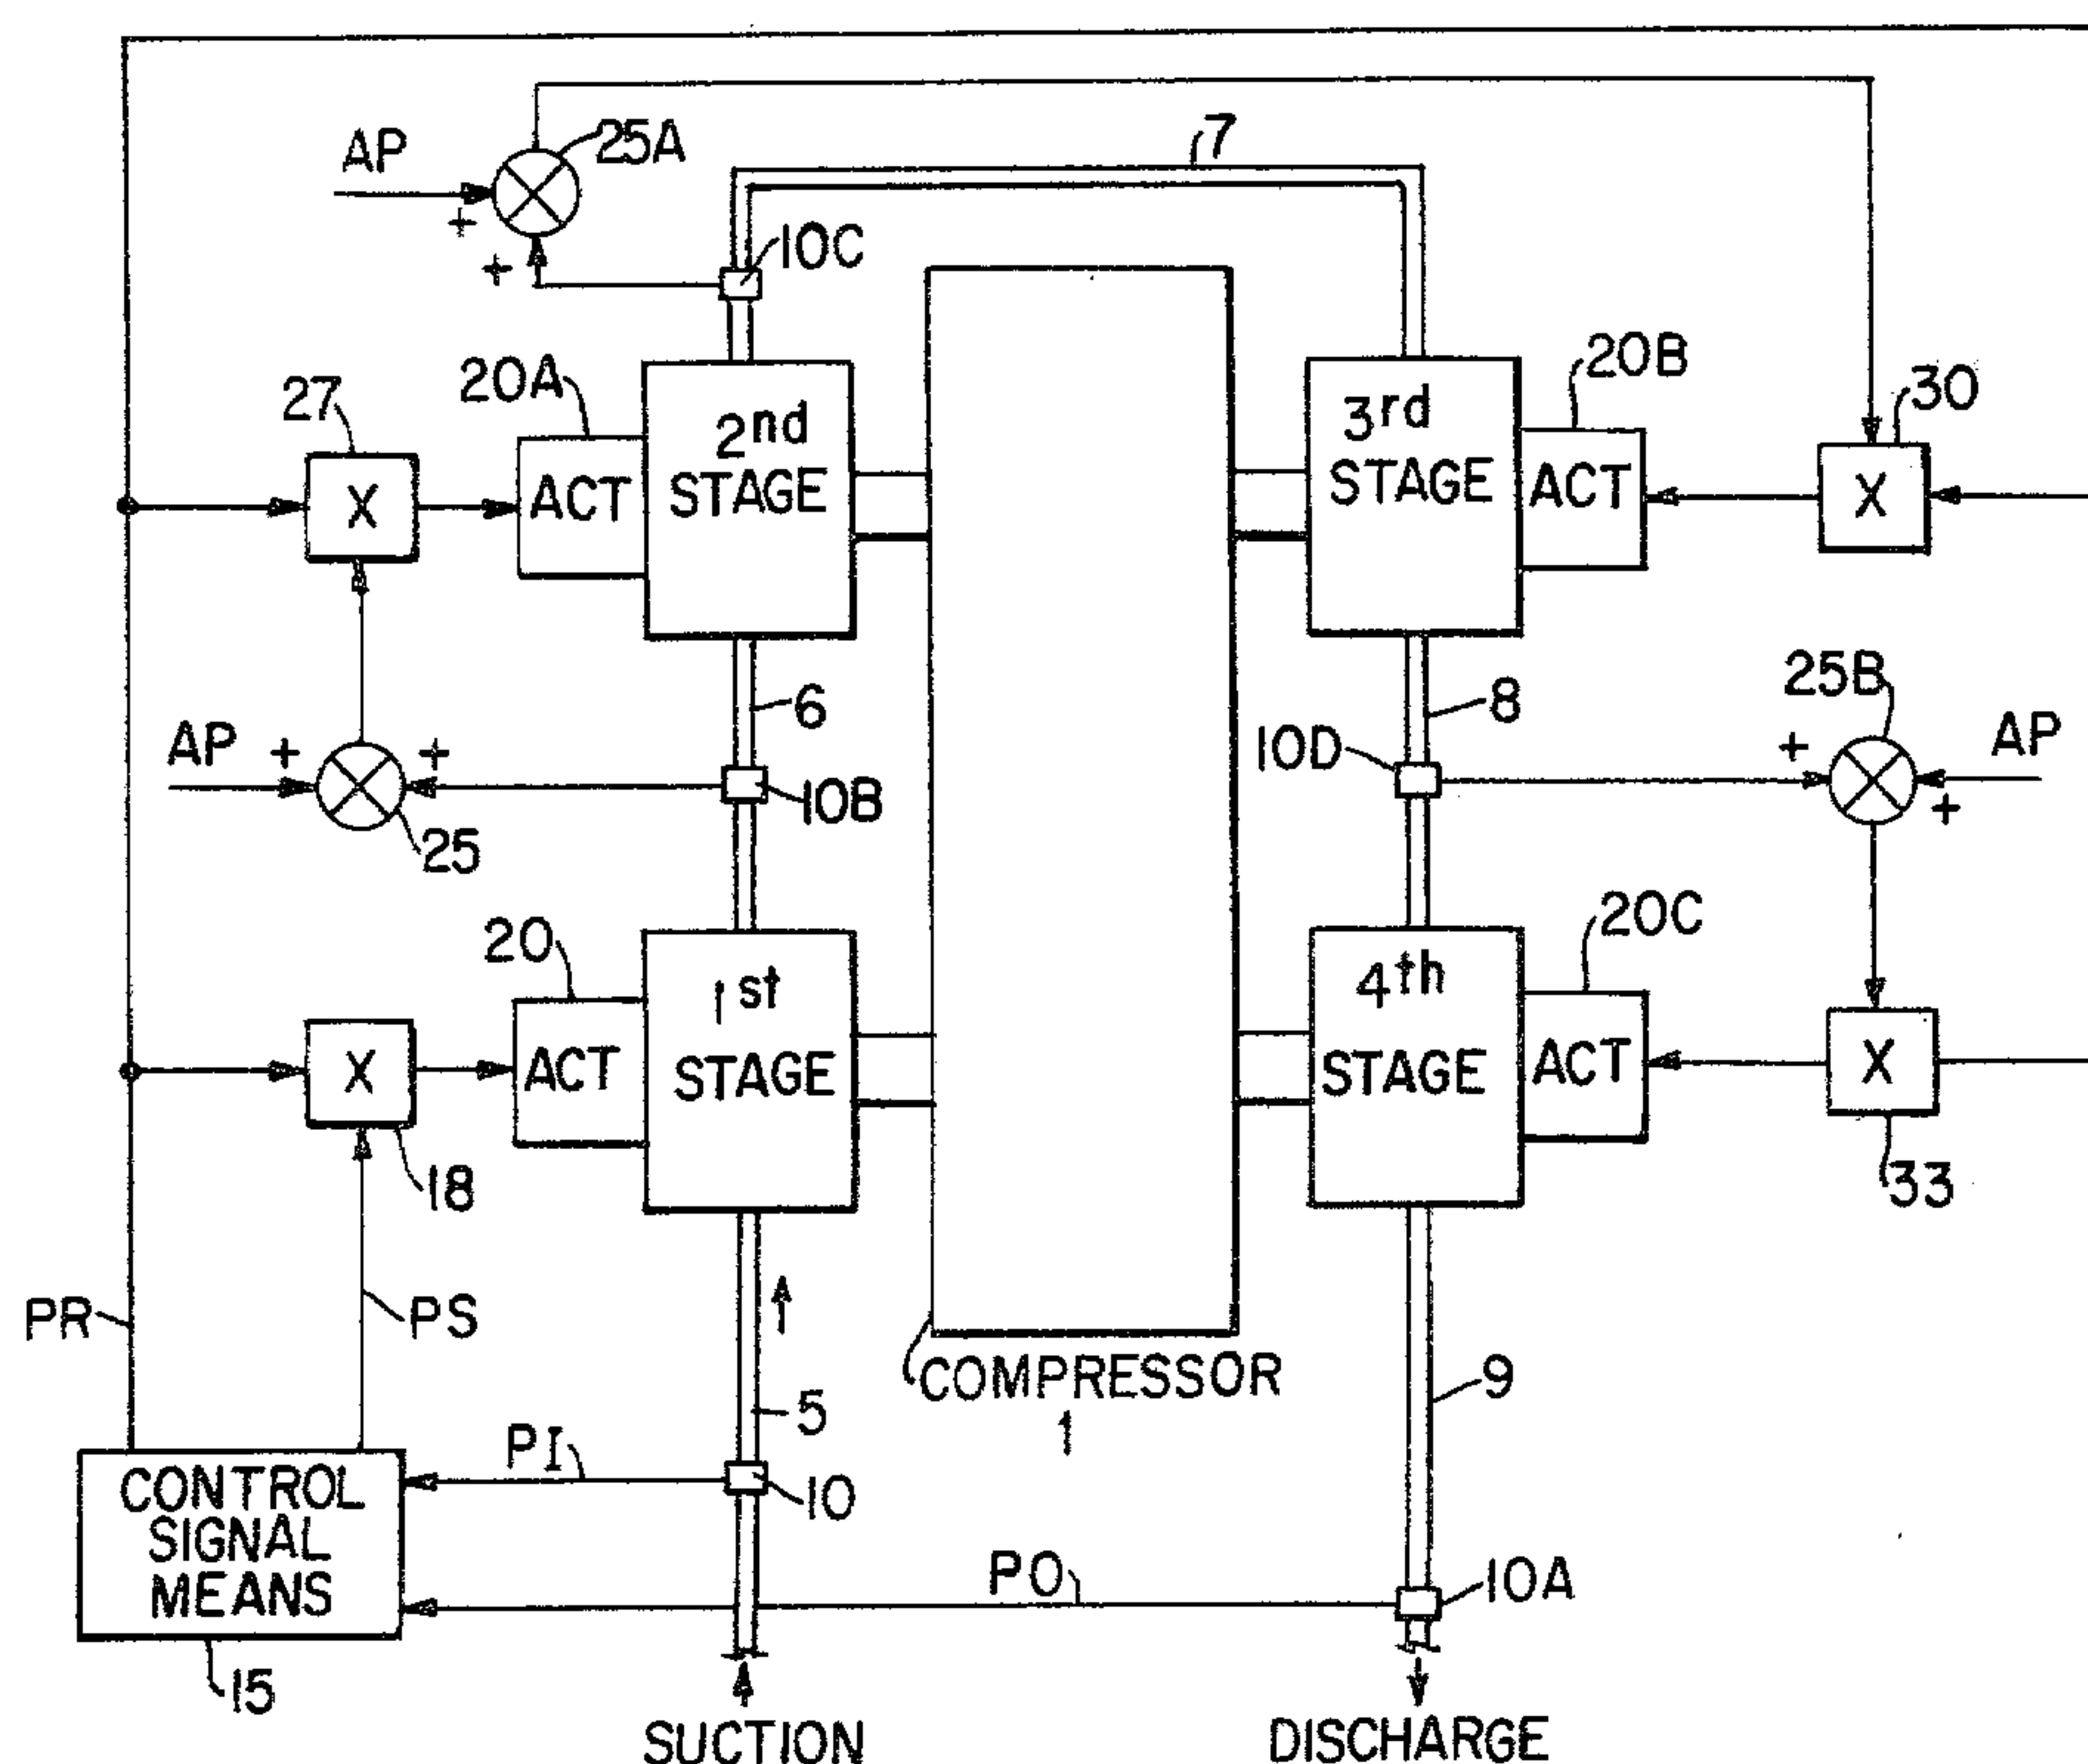 AP
25A
7
+
10C
+
20A
20B
27
30
2nd
STAGE
3rd
STAGE
ACT
ACT
X
X
6
8
25B
AP
+
+
10D
+
AP
10B
+
25
20
20C
1st
STAGE
4th
STAGE
ACT
ACT
X
X
18
33
PR
PS
5
COMPRESSOR
1
9
PI
10
CONTROL
SIGNAL
MEANS
PO
10A
15
SUCTION
DISCHARGE